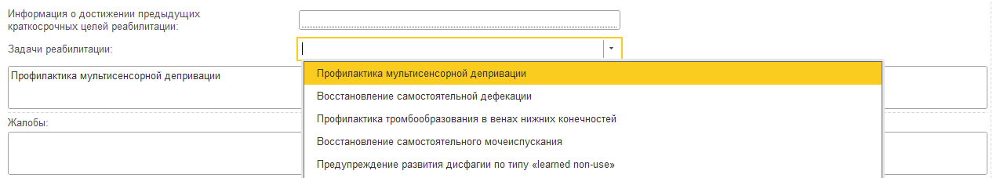 Информация о достижении предыдущих
краткосрочных целей реабилитации:
Задачи реабилитации:
Профилактика мультисенсорной депривации
Профилактика мультисенсорной депривации
Восстановление самостоятельной дефекации
Профилактика тромбообразования в венах нижних конечностей
Восстановление самостоятельного мочеиспускания
Предупреждение развития дисфагии по типу «learned non-use»
Жалобы: